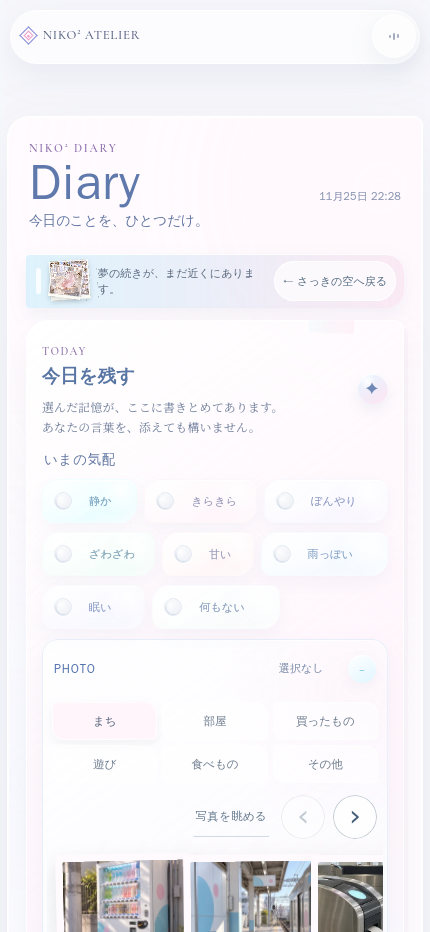 NIKO² ATELIER
NIKO² DIARY
Diary
11月25日 22:28
今日のことを、ひとつだけ。
夢の続きが、まだ近くにありま
す。
← さっきの空へ戻る
TODAY
今日を残す
選んだ記憶が、ここに書きとめてあります。
あなたの言葉を、添えても構いません。
いまの気配
静か
きらきら
ぼんやり
ざわざわ
甘い
雨っぽい
眠い
何もない
PHOTO
選択なし
まち
部屋
買ったもの
遊び
食べもの
その他
写真を眺める